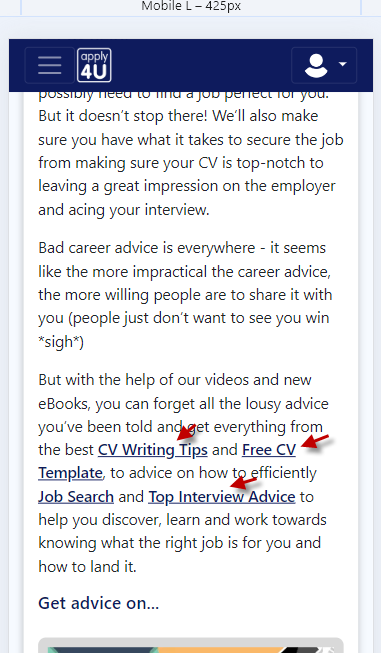 Mobile L – 425px
apply
4U
possibly need to find a job perfect for you.
But it doesn’t stop there! We’ll also make
sure you have what it takes to secure the job
from making sure your CV is top-notch to
leaving a great impression on the employer
and acing your interview.
Bad career advice is everywhere - it seems
like the more impractical the career advice,
the more willing people are to share it with
you (people just don’t want to see you win
*sigh*)
But with the help of our videos and new
eBooks, you can forget all the lousy advice
you’ve been told and get everything from
the best CV Writing Tips and Free CV
Template, to advice on how to efficiently
Job Search and Top Interview Advice to
help you discover, learn and work towards
knowing what the right job is for you and
how to land it.
Get advice on...